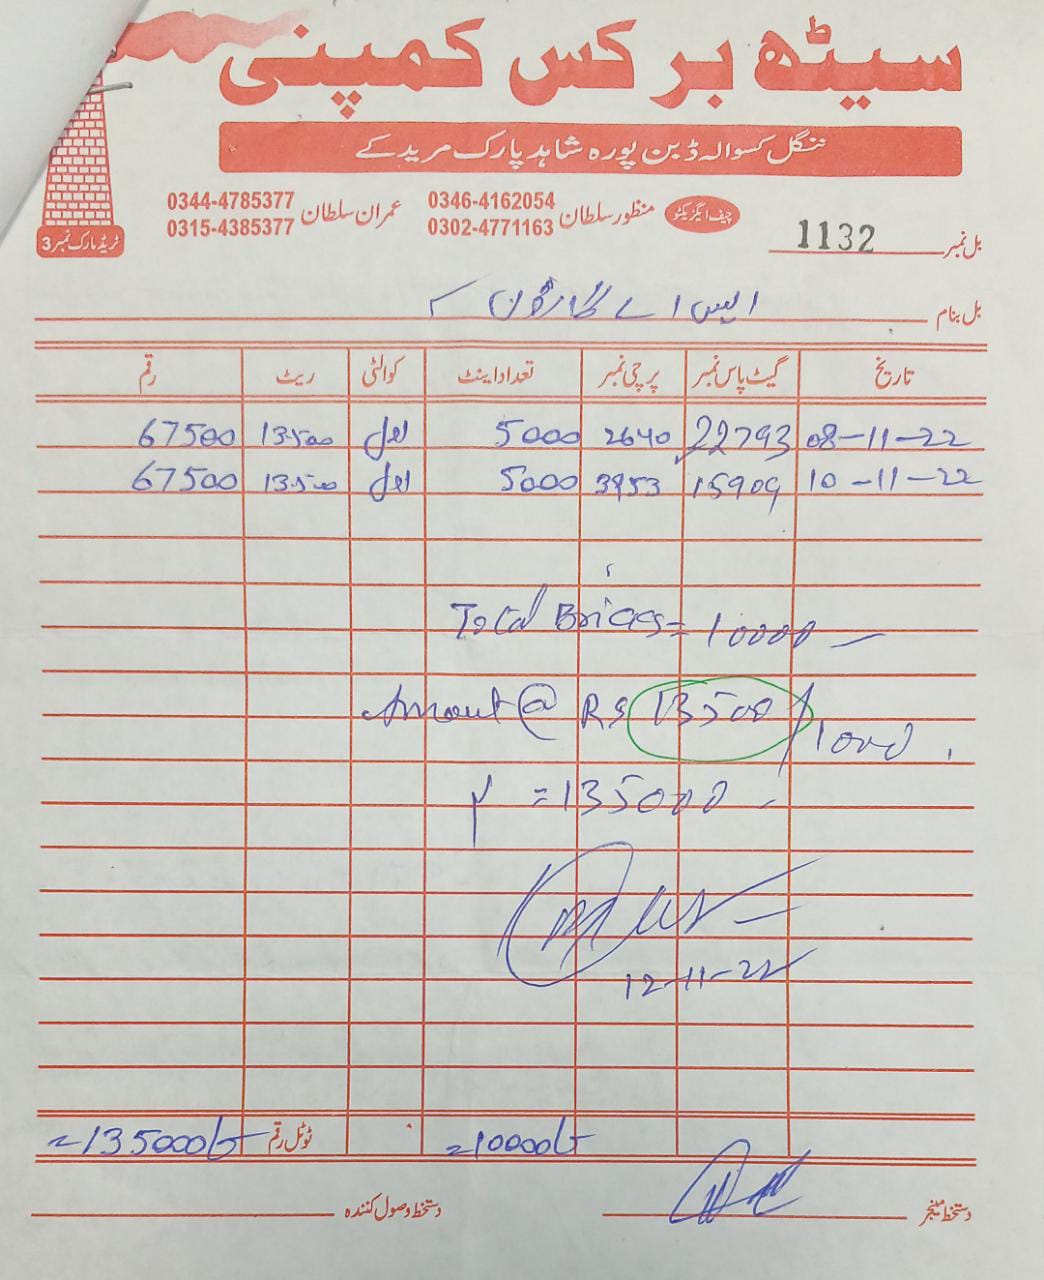 سیٹھ برکس کمپنی
ننگل کسوالہ ڈبن پورہ شاہد پارک مریدکے
چیف ایگزیکٹو منظور سلطان 0346-4162054 عمران سلطان 0344-4785377
0302-4771163 0315-4385377
ٹریڈ مارک نمبر 3
بل نمبر 1132
بل بنام ایس اے گارڈن
تاریخ گیٹ پاس نمبر پرچی نمبر تعداد اینٹ کوالٹی ریٹ رقم
08-11-22 22793 2640 5000 اول 13500 67500
10-11-22 15909 3953 5000 اول 13500 67500
Total Bricks = 10000
Amount @ Rs 13500/1000
= 135000
12-11-22
=10000/- ٹوٹل رقم =135000/-
دستخط منیجر دستخط وصول کنندہ